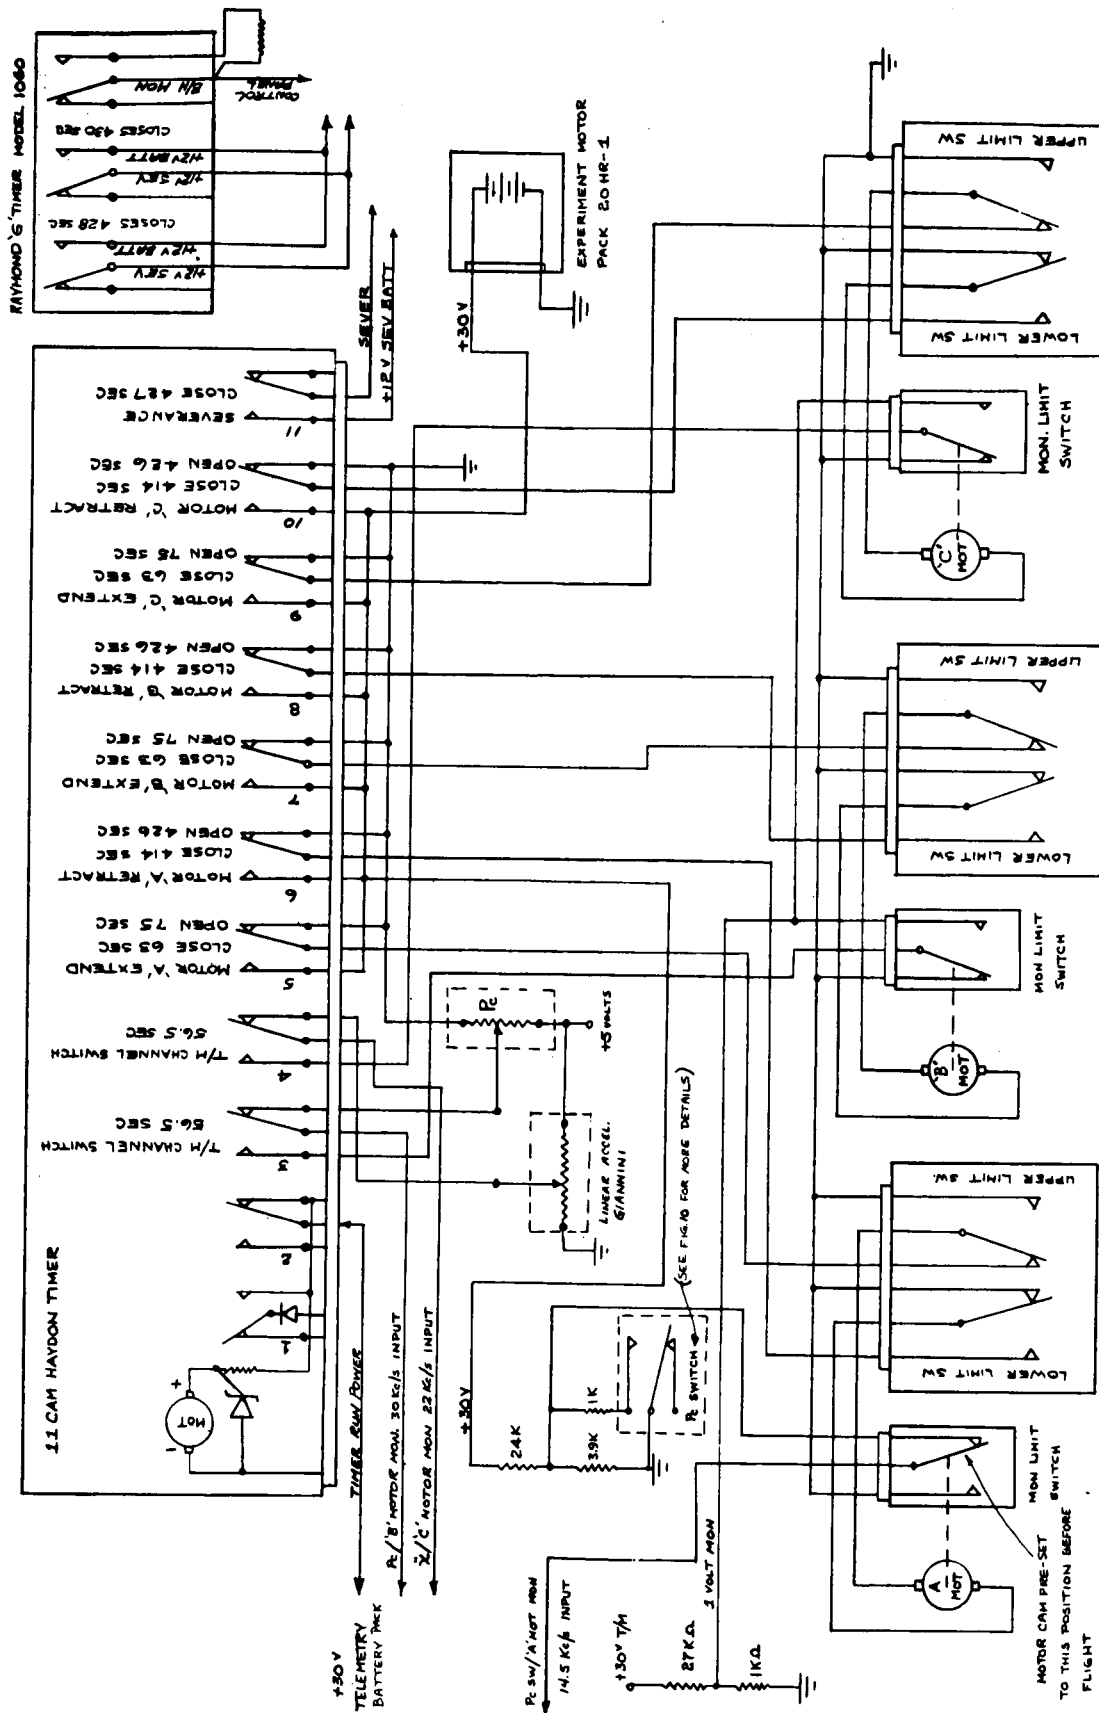 11 CAM HAYDON TIMER
MOT
+
-
1
2
T/M CHANNEL SWITCH
56.5 SEC
3
T/M CHANNEL SWITCH
56.5 SEC
4
MOTOR 'A' EXTEND
CLOSE 63 SEC
OPEN 75 SEC
5
MOTOR 'A' RETRACT
CLOSE 414 SEC
OPEN 426 SEC
6
MOTOR 'B' EXTEND
CLOSE 63 SEC
OPEN 75 SEC
7
MOTOR 'B' RETRACT
CLOSE 414 SEC
OPEN 426 SEC
8
MOTOR 'C' EXTEND
CLOSE 63 SEC
OPEN 75 SEC
9
MOTOR 'C' RETRACT
CLOSE 414 SEC
OPEN 426 SEC
10
SEVERANCE
CLOSE 427 SEC
11
RAYMOND 'G' TIMER MODEL 1060
+12V SEV
+12V BATT
CLOSES 428 SEC
+12V SEV
+12V BATT
CLOSES 430 SEC
B/H MON
CONTROL
PANEL
SEVER
+12V SEV BATT
+30V
TELEMETRY
BATTERY PACK
TIMER RUN POWER
Pc/'B' MOTOR MON. 30 Kc/s INPUT
Ẍ/'C' MOTOR MON 22 Kc/s INPUT
+30V
EXPERIMENT MOTOR
PACK 20 HR-1
Pc
+5 VOLTS
LINEAR ACCEL.
GIANNINI
+30V
24K
3.9K
1K
Pc SWITCH
(SEE FIG. 10 FOR MORE DETAILS)
Pc SW/'A' MOT MON
14.5 Kc/s INPUT
+30V T/M
27KΩ
1KΩ
1 VOLT MON
A
MOT
MON LIMIT
SWITCH
MOTOR CAM PRE-SET
TO THIS POSITION BEFORE
FLIGHT
LOWER LIMIT SW
UPPER LIMIT SW.
'B'
MOT
MON LIMIT
SWITCH
LOWER LIMIT SW
UPPER LIMIT SW
'C'
MOT
MON. LIMIT
SWITCH
LOWER LIMIT SW
UPPER LIMIT SW